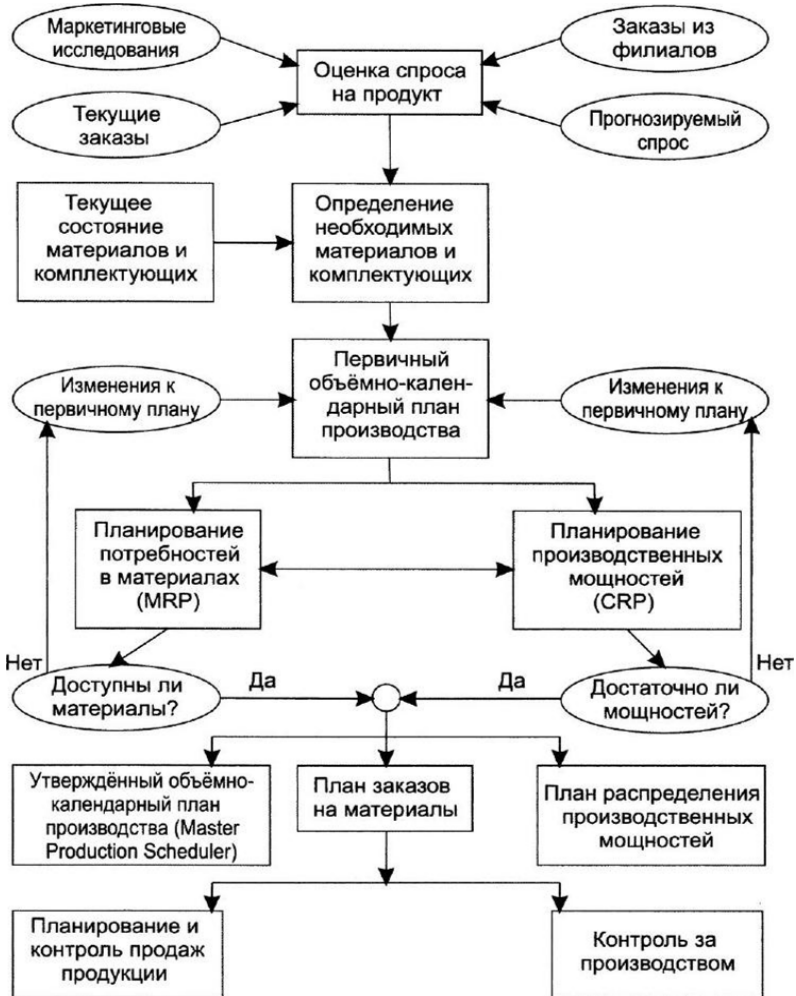 Маркетинговые
исследования
Заказы из
филиалов
Оценка спроса
на продукт
Текущие
заказы
Прогнозируемый
спрос
Текущее
состояние
материалов и
комплектующих
Определение
необходимых
материалов и
комплектующих
Первичный
объёмно-кален-
дарный план
производства
Изменения к
первичному плану
Изменения к
первичному плану
Планирование
потребностей
в материалах
(MRP)
Планирование
производственных
мощностей
(CRP)
Нет
Нет
Доступны ли
материалы?
Да
Да
Достаточно ли
мощностей?
Утверждённый объёмно-
календарный план
производства (Master
Production Scheduler)
План заказов
на материалы
План распределения
производственных
мощностей
Планирование и
контроль продаж
продукции
Контроль за
производством